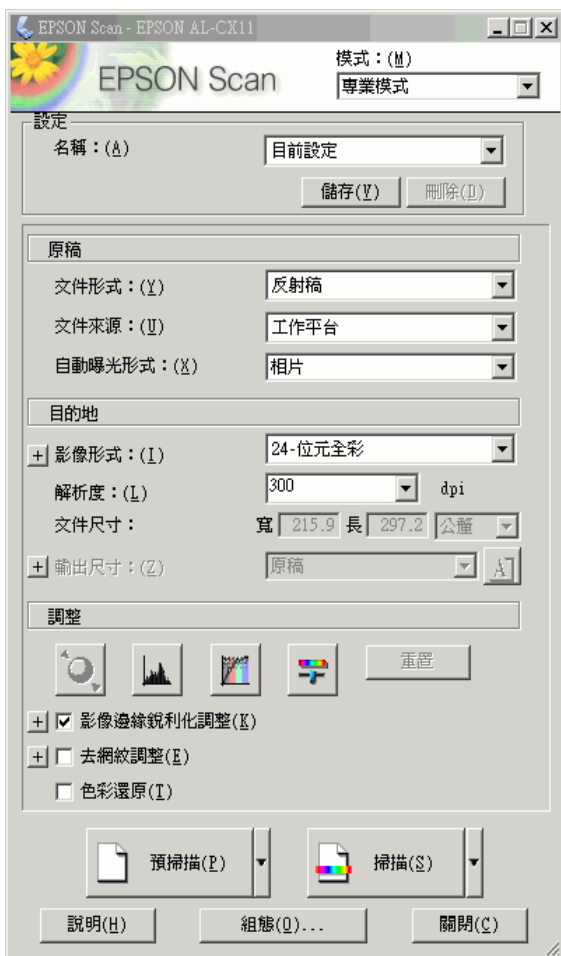 EPSON Scan - EPSON AL-CX11
EPSON Scan
模式：(M)
專業模式
設定
名稱：(A)
目前設定
儲存(V)
刪除(D)
原稿
文件形式：(Y)
反射稿
文件來源：(U)
工作平台
自動曝光形式：(X)
相片
目的地
影像形式：(I)
24-位元全彩
解析度：(L)
300
dpi
文件尺寸：
寬 215.9 長 297.2 公釐
輸出尺寸：(Z)
原稿
調整
重置
影像邊緣銳利化調整(K)
去網紋調整(E)
色彩還原(T)
預掃描(P)
掃描(S)
說明(H)
組態(O)...
關閉(C)